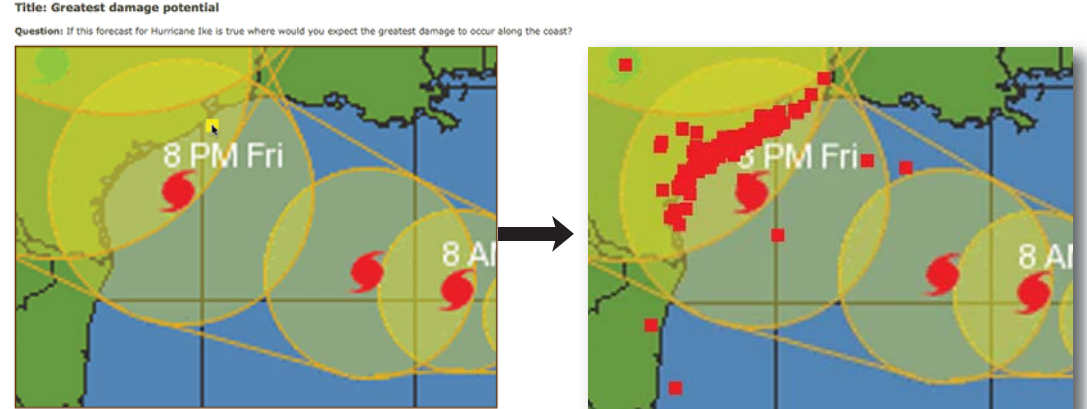 Title: Greatest damage potential
Question: If this forecast for Hurricane Ike is true where would you expect the greatest damage to occur along the coast?
8 PM Fri
8 AM
8 PM Fri
8 AM